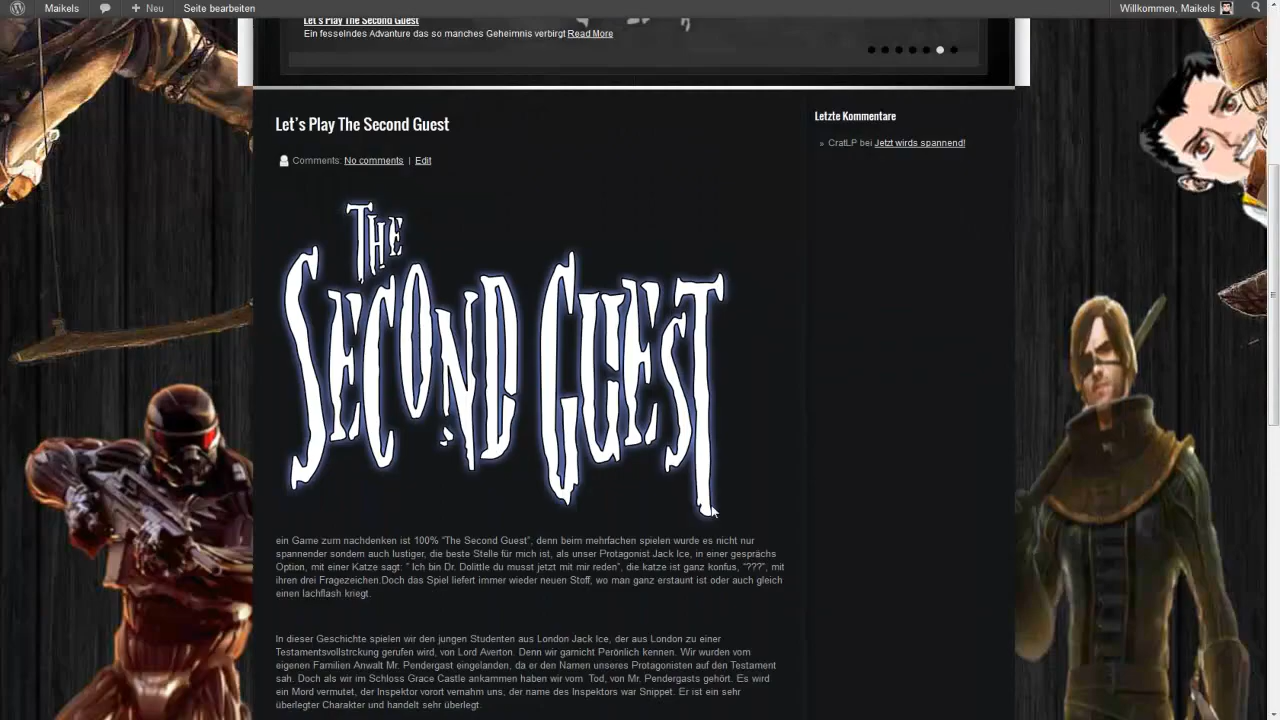 Maikels Neu Seite bearbeiten Willkommen, Maikels
Let's Play The Second Guest
Ein fesselndes Advanture das so manches Geheimnis verbirgt Read More
Let's Play The Second Guest
Comments: No comments | Edit
THE
SECOND GUEST
ein Game zum nachdenken ist 100% “The Second Guest”, denn beim mehrfachen spielen wurde es nicht nur
spannender sondern auch lustiger, die beste Stelle für mich ist, als unser Protagonist Jack Ice, in einer gesprächs
Option, mit einer Katze sagt: ” Ich bin Dr. Dolittle du musst jetzt mit mir reden”, die katze ist ganz konfus, “???”, mit
ihren drei Fragezeichen.Doch das Spiel liefert immer wieder neuen Stoff, wo man ganz erstaunt ist oder auch gleich
einen lachflash kriegt.
In dieser Geschichte spielen wir den jungen Studenten aus London Jack Ice, der aus London zu einer
Testamentsvollstrckung gerufen wird, von Lord Averton. Denn wir garnicht Perönlich kennen. Wir wurden vom
eigenen Familien Anwalt Mr. Pendergast eingelanden, da er den Namen unseres Protagonisten auf den Testament
sah. Doch als wir im Schloss Grace Castle ankammen haben wir vom Tod, von Mr. Pendergasts gehört. Es wird
ein Mord vermutet, der Inspektor vorort vernahm uns, der name des Inspektors war Snippet. Er ist ein sehr
überlegter Charakter und handelt sehr überlegt.
Letzte Kommentare
» CratLP bei Jetzt wirds spannend!